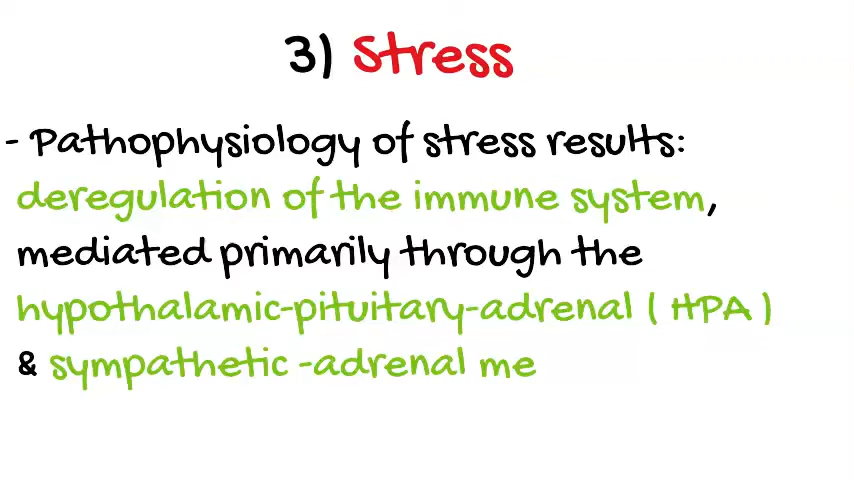 3) Stress
- Pathophysiology of stress results:
deregulation of the immune system,
mediated primarily through the
hypothalamic-pituitary-adrenal ( HPA )
& sympathetic -adrenal me